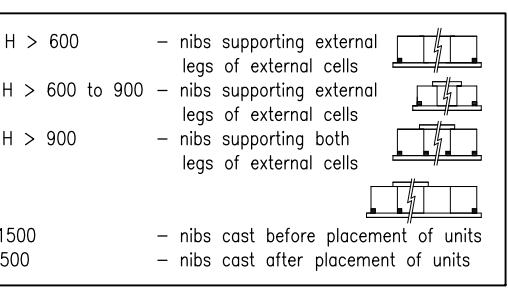 H > 600 – nibs supporting external
legs of external cells
H > 600 to 900 – nibs supporting external
legs of external cells
H > 900 – nibs supporting both
legs of external cells
1500 – nibs cast before placement of units
500 – nibs cast after placement of units